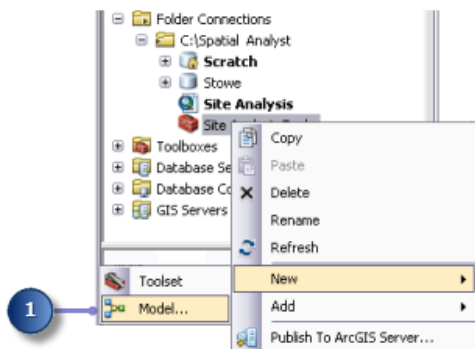 Folder Connections
C:\Spatial Analyst
Scratch
Stowe
Site Analysis
Site
Toolboxes
Database Se
Database Co
GIS Servers
Copy
Paste
Delete
Rename
Refresh
New
Add
Publish To ArcGIS Server...
Toolset
Model...
1